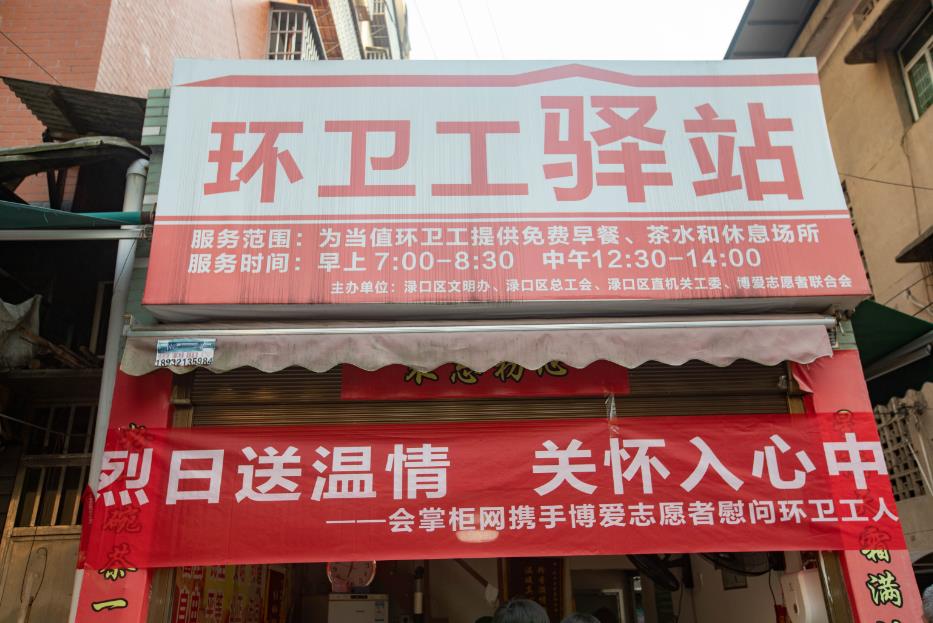 环卫工驿站
服务范围：为当值环卫工提供免费早餐、茶水和休息场所
服务时间：早上 7:00-8:30 中午12:30-14:00
主办单位：渌口区文明办、渌口区总工会、渌口区直机关工委、博爱志愿者联合会
18932135984
烈日送温情 关怀入心中
——会掌柜网携手博爱志愿者慰问环卫工人
碗茶一
满